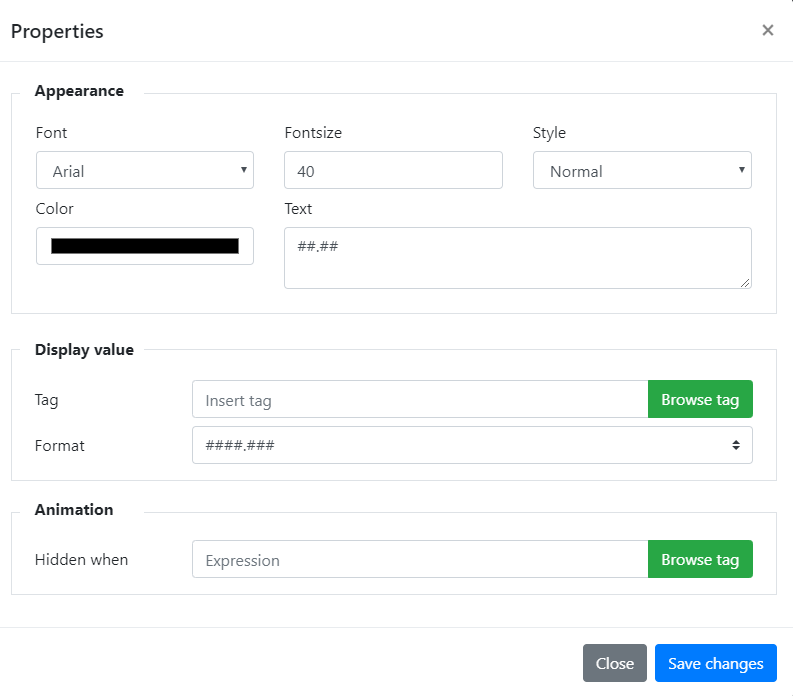 Properties ×
Appearance
Font Fontsize Style
Arial 40 Normal
Color Text
##.##
Display value
Tag Insert tag Browse tag
Format ####.###
Animation
Hidden when Expression Browse tag
Close Save changes